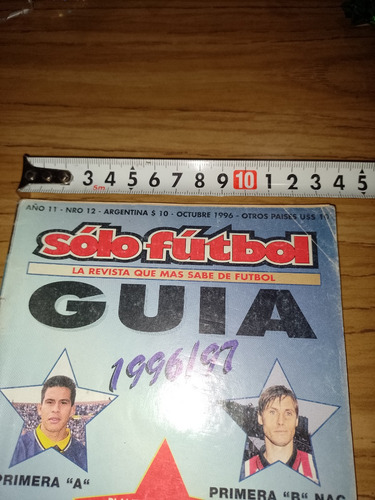 3 4 5 6 7 8 9 10 1 2 3 4 5
5m
AÑO 11 - NRO 12 - ARGENTINA $ 10 - OCTUBRE 1996 - OTROS PAISES U$S
sólo fútbol
LA REVISTA QUE MAS SABE DE FUTBOL
GUIA
1996/97
PRIMERA "A"
PRIMERA "B" NAC